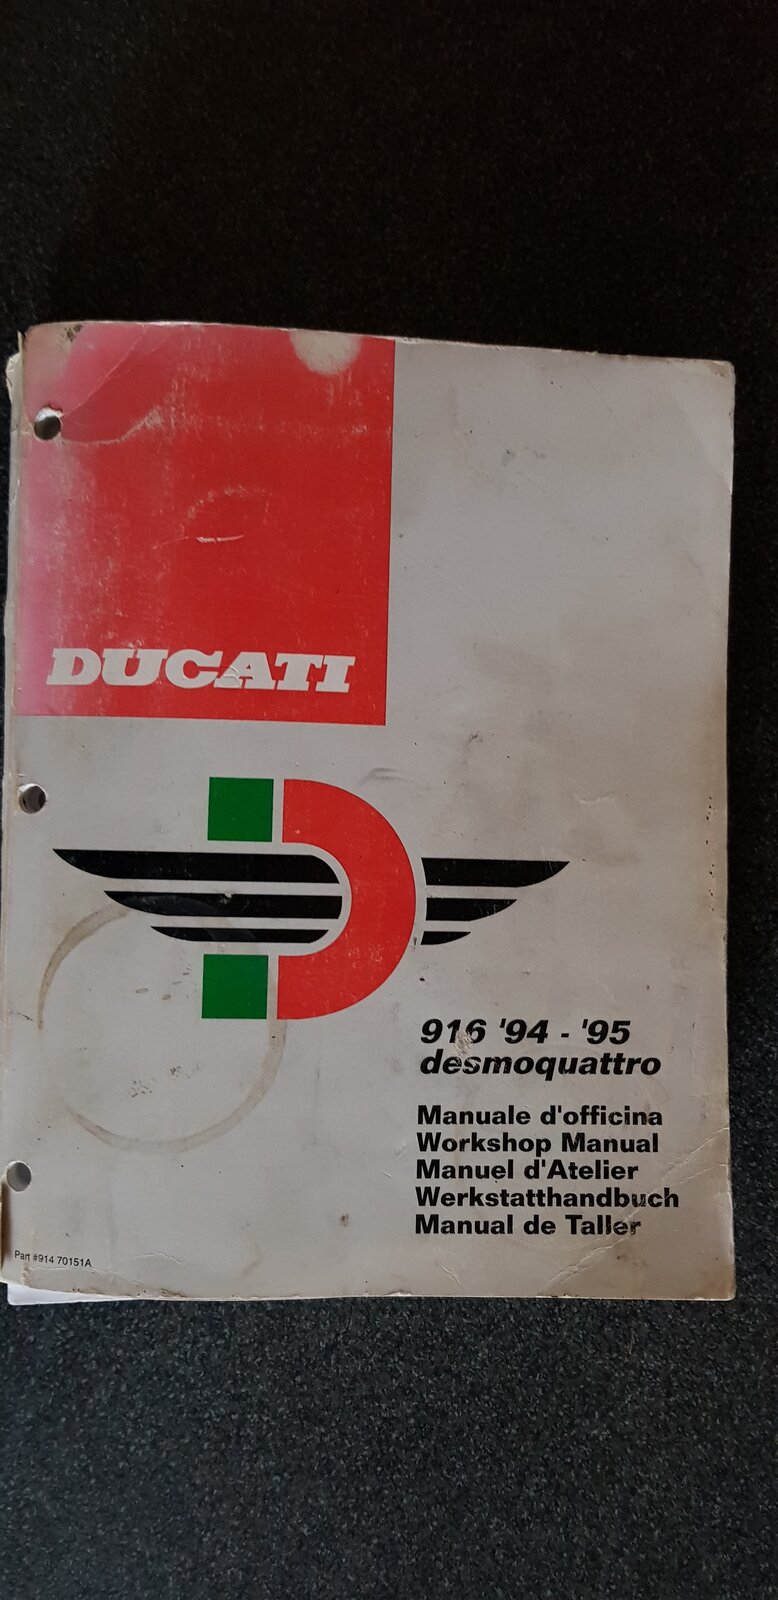 DUCATI
916 '94 - '95
desmoquattro
Manuale d'officina
Workshop Manual
Manuel d'Atelier
Werkstatthandbuch
Manual de Taller
Part #914 70151A